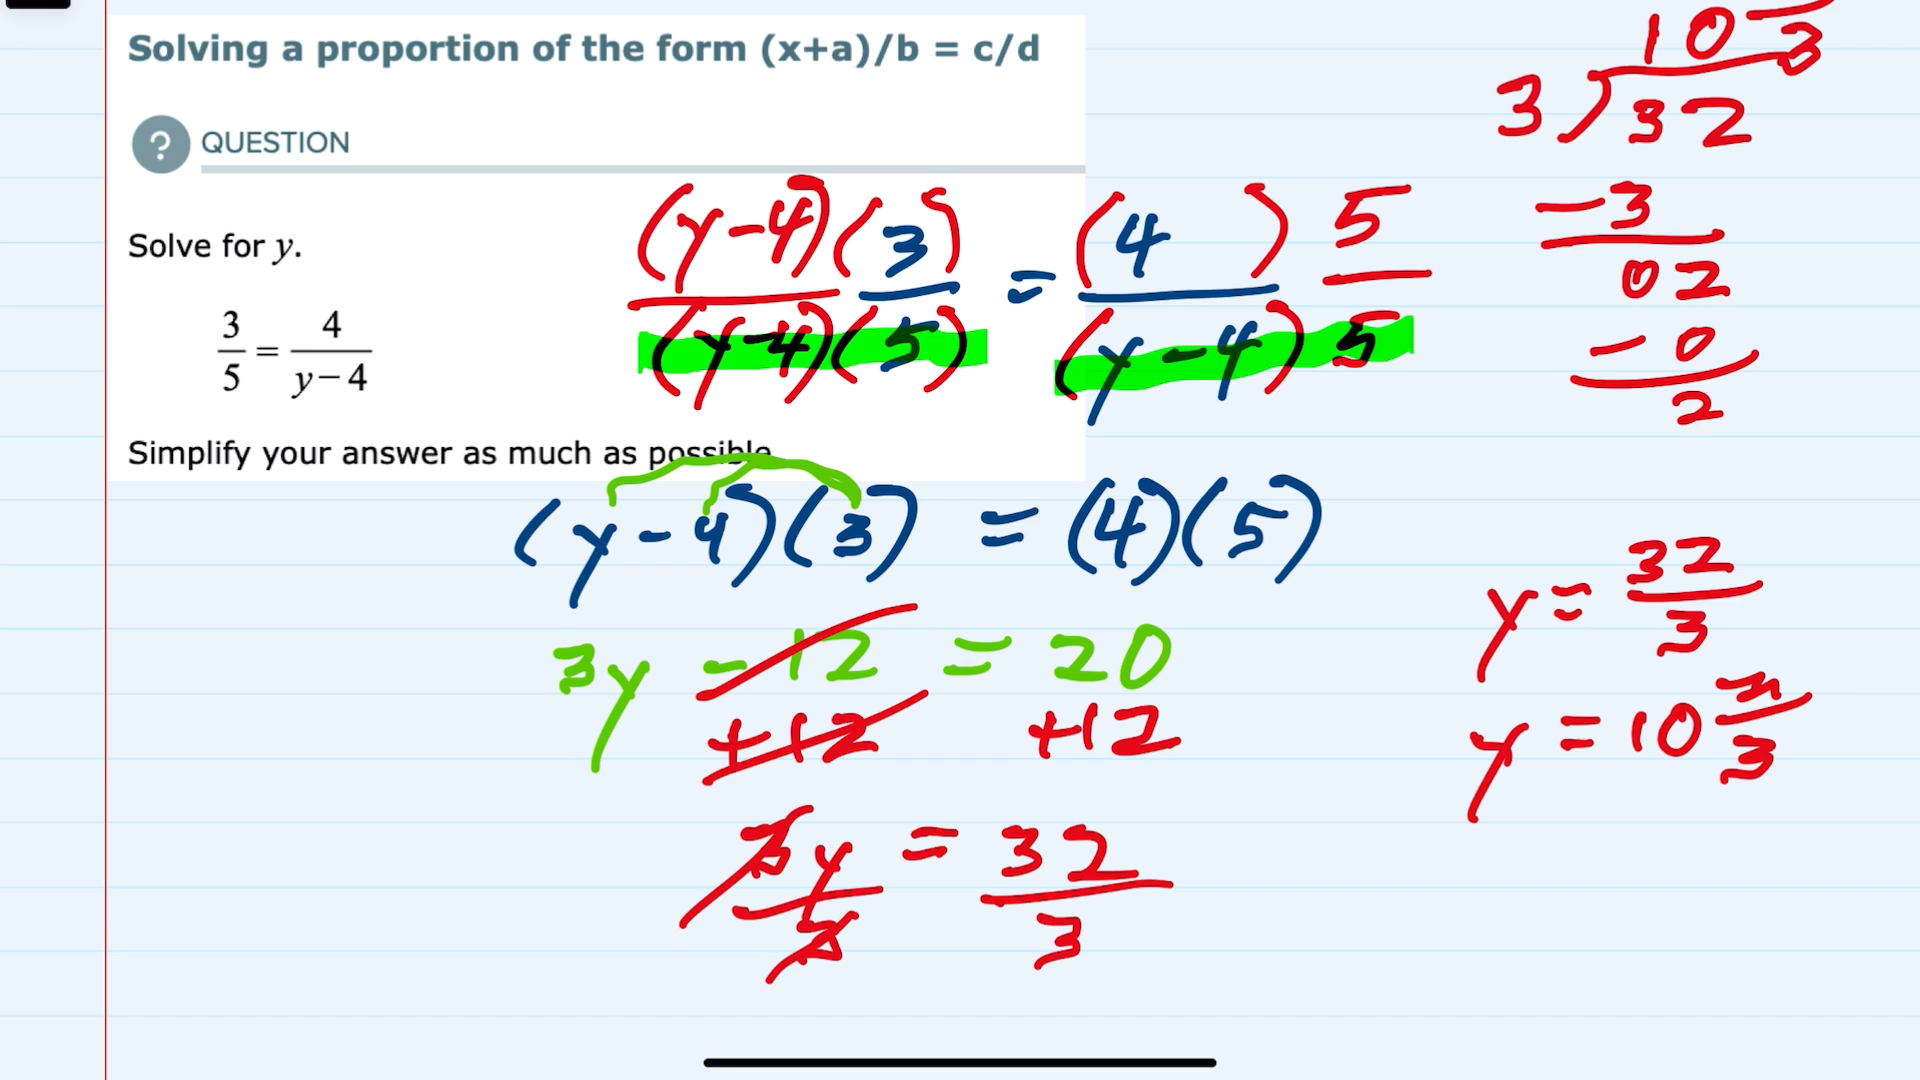 Solving a proportion of the form (x+a)/b = c/d
? QUESTION
Solve for y.
3/5 = 4/(y−4)
Simplify your answer as much as possible
(y-4)(3)/(y-4)(5) = (4)5/(y-4)5
(y-4)(3) = (4)(5)
3y -12 = 20
+12 +12
3y/3 = 32/3
10 3
3)32
-3
02
-0
2
y = 32/3
y = 10 2/3